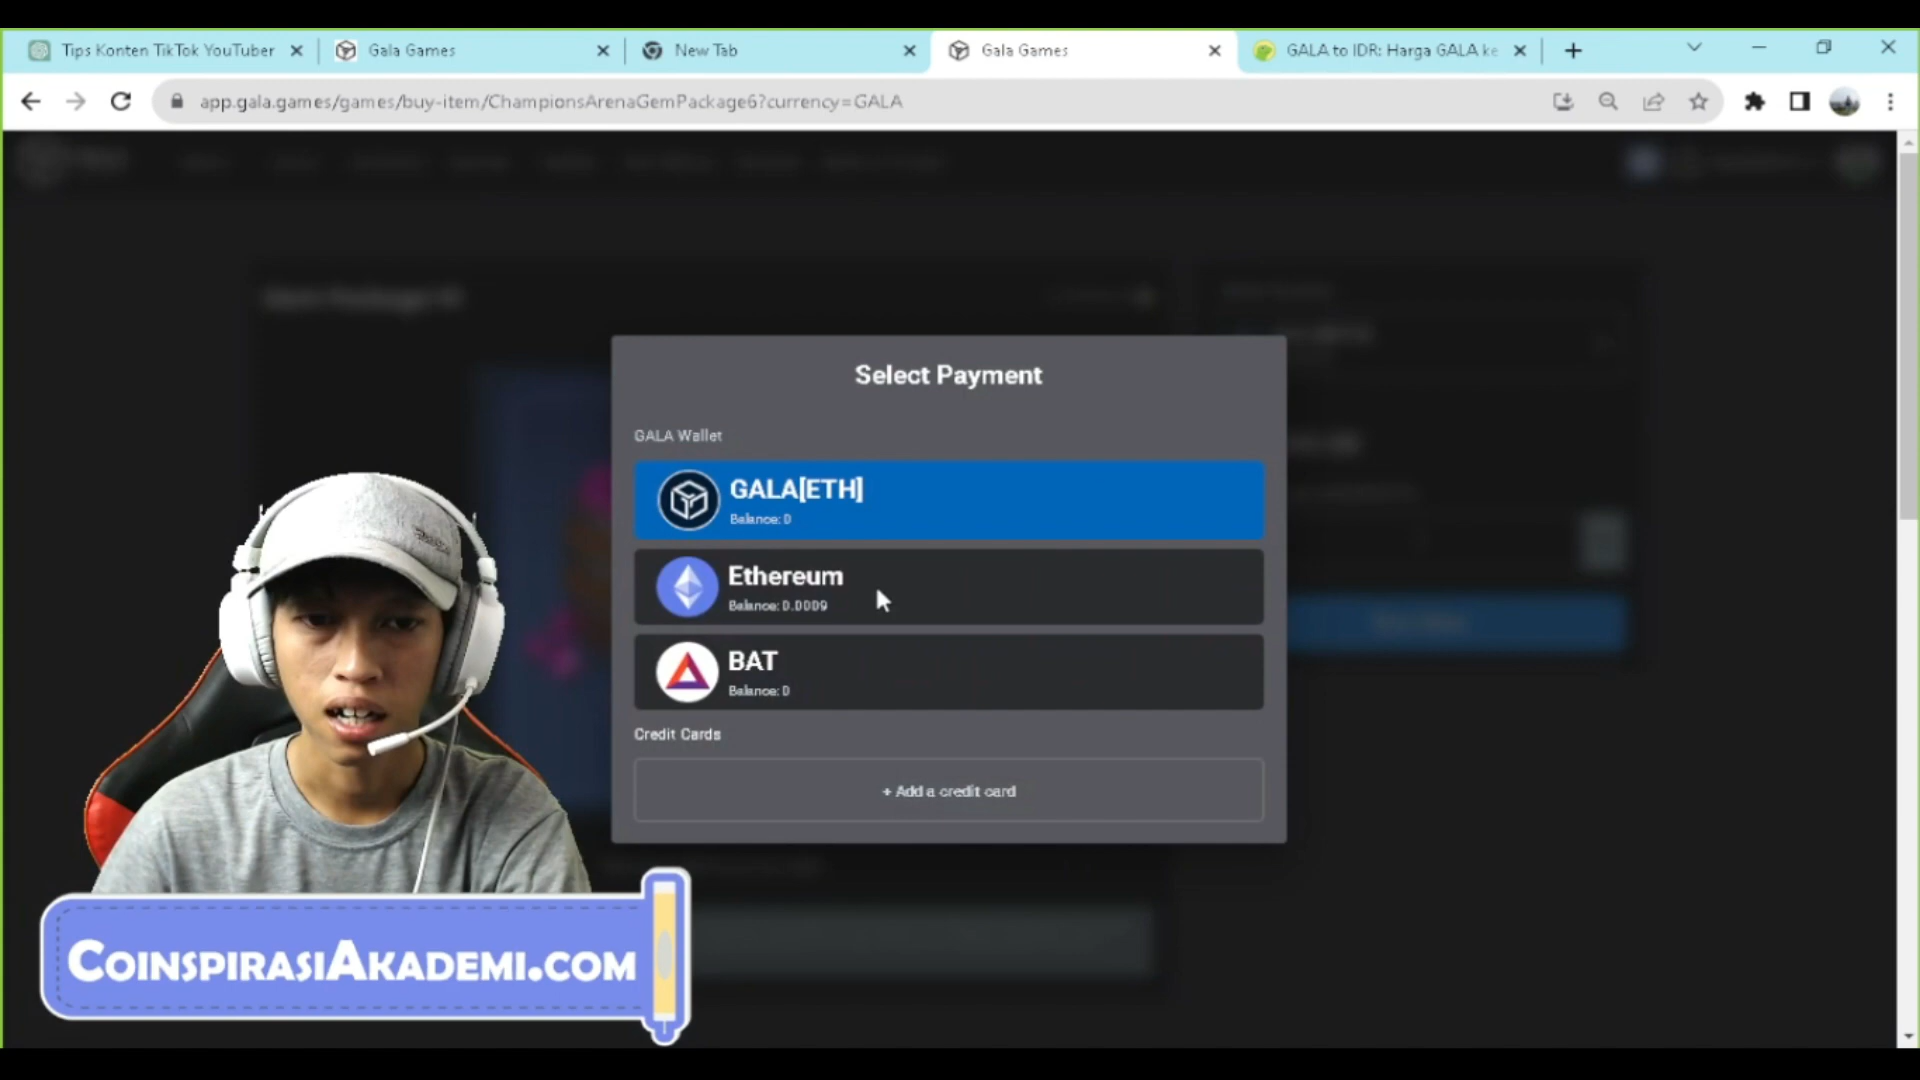 Tips Konten TikTok YouTuber
Gala Games
New Tab
Gala Games
GALA to IDR: Harga GALA ke
app.gala.games/games/buy-item/ChampionsArenaGemPackage6?currency=GALA
Select Payment
GALA Wallet
GALA[ETH]
Balance: 0
Ethereum
Balance: 0.0009
BAT
Balance: 0
Credit Cards
+ Add a credit card
COINSPIRASIAKADEMI.COM